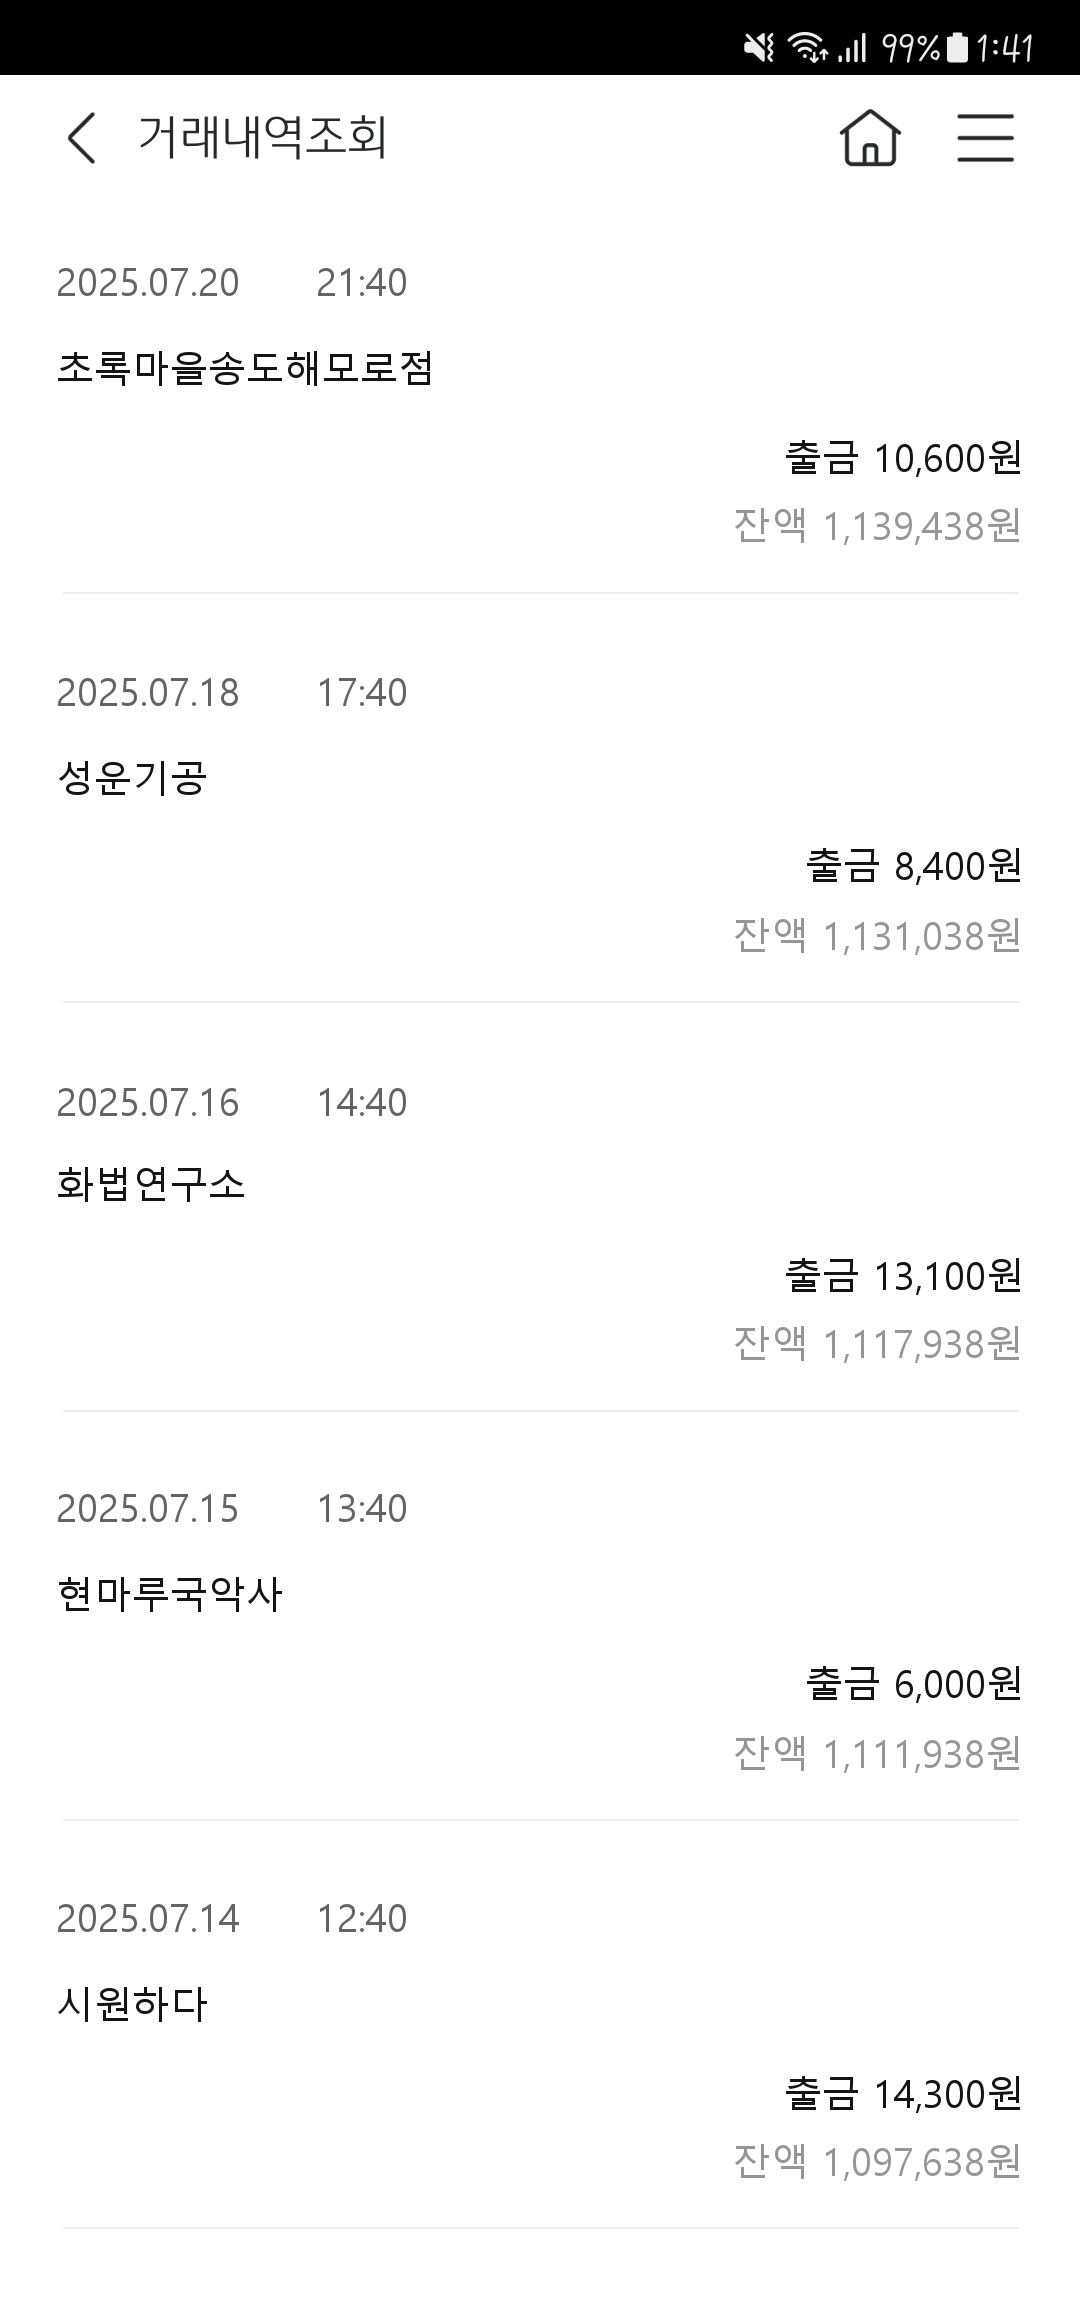 99% 1:41
거래내역조회
2025.07.20 21:40
초록마을송도해모로점
출금 10,600원
잔액 1,139,438원
2025.07.18 17:40
성운기공
출금 8,400원
잔액 1,131,038원
2025.07.16 14:40
화법연구소
출금 13,100원
잔액 1,117,938원
2025.07.15 13:40
현마루국악사
출금 6,000원
잔액 1,111,938원
2025.07.14 12:40
시원하다
출금 14,300원
잔액 1,097,638원